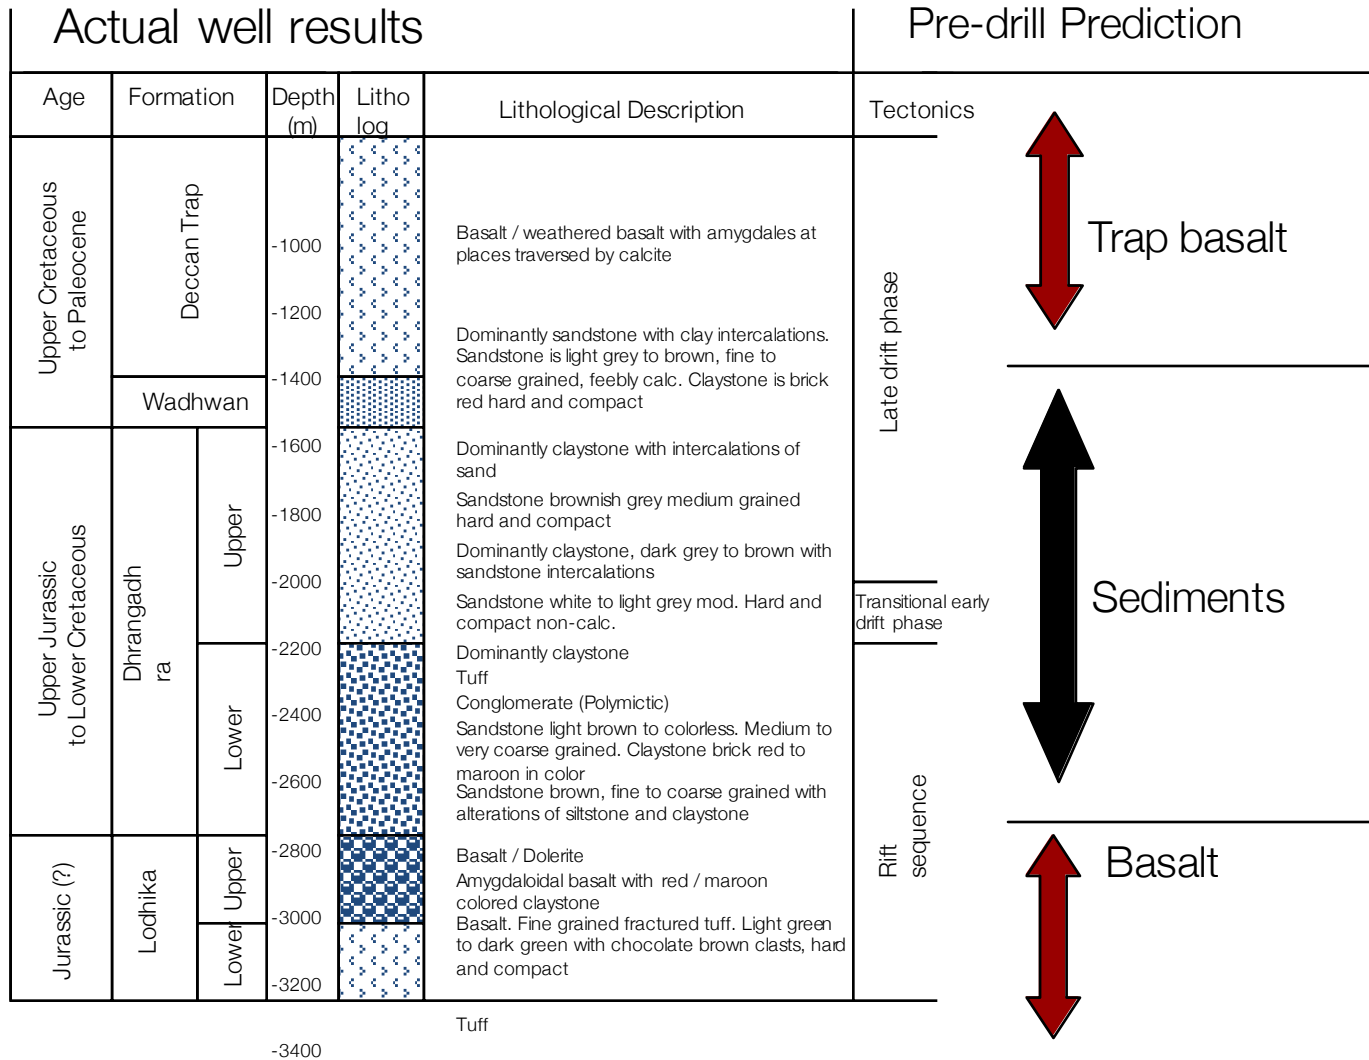 Actual well results
Pre-drill Prediction
Age
Formation
Depth
(m)
Litho
log
Lithological Description
Tectonics
Upper Cretaceous
to Paleocene
Deccan Trap
Wadhwan
Upper Jurassic
to Lower Cretaceous
Dhrangadh
ra
Upper
Lower
Jurassic (?)
Lodhika
Upper
Lower
-1000
-1200
-1400
-1600
-1800
-2000
-2200
-2400
-2600
-2800
-3000
-3200
-3400
Basalt / weathered basalt with amygdales at
places traversed by calcite
Dominantly sandstone with clay intercalations.
Sandstone is light grey to brown, fine to
coarse grained, feebly calc. Claystone is brick
red hard and compact
Dominantly claystone with intercalations of
sand
Sandstone brownish grey medium grained
hard and compact
Dominantly claystone, dark grey to brown with
sandstone intercalations
Sandstone white to light grey mod. Hard and
compact non-calc.
Dominantly claystone
Tuff
Conglomerate (Polymictic)
Sandstone light brown to colorless. Medium to
very coarse grained. Claystone brick red to
maroon in color
Sandstone brown, fine to coarse grained with
alterations of siltstone and claystone
Basalt / Dolerite
Amygdaloidal basalt with red / maroon
colored claystone
Basalt. Fine grained fractured tuff. Light green
to dark green with chocolate brown clasts, hard
and compact
Tuff
Late drift phase
Transitional early
drift phase
Rift
sequence
Trap basalt
Sediments
Basalt